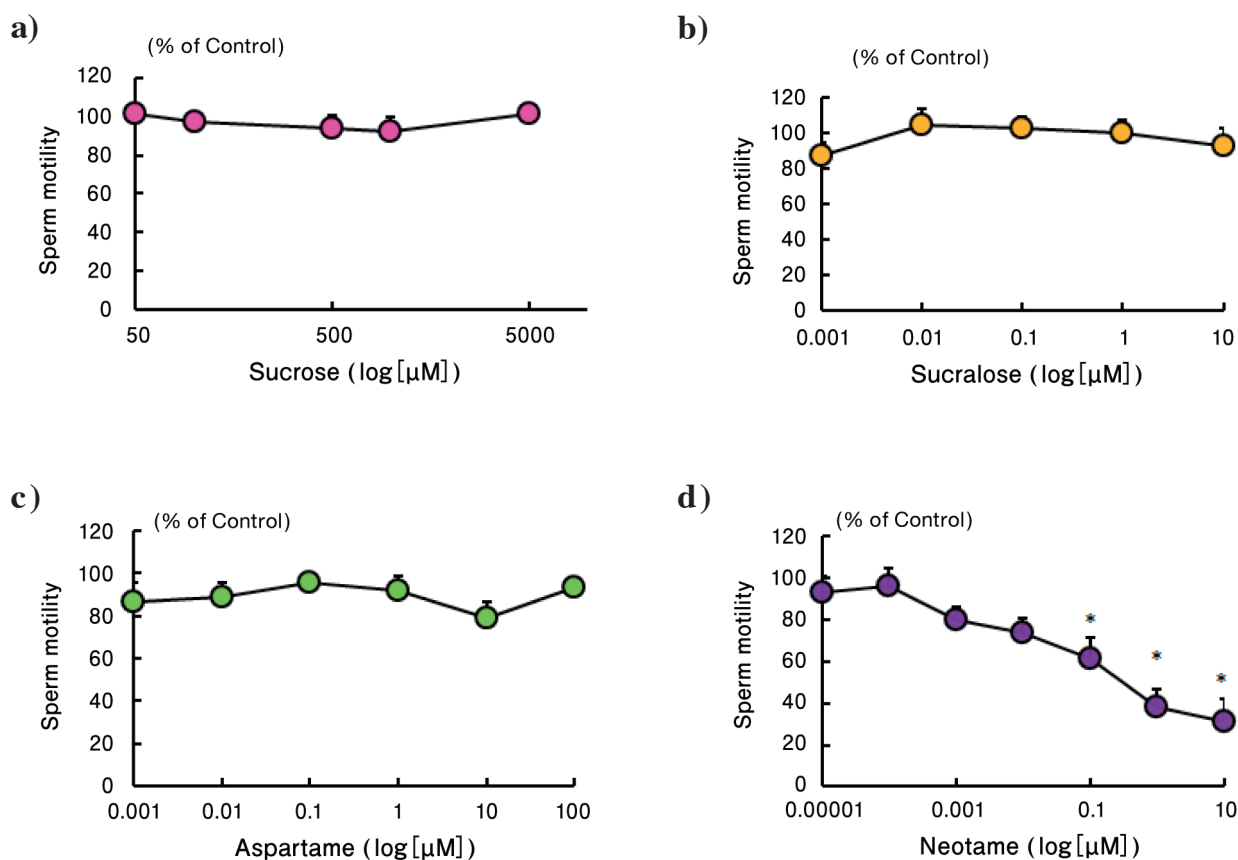 a)
(% of Control)
120
100
80
60
40
20
0
Sperm motility
50 500 5000
Sucrose (log[μM])
b)
(% of Control)
120
100
80
60
40
20
0
Sperm motility
0.001 0.01 0.1 1 10
Sucralose (log[μM])
c)
(% of Control)
120
100
80
60
40
20
0
Sperm motility
0.001 0.01 0.1 1 10 100
Aspartame (log[μM])
d)
(% of Control)
120
100
80
60
40
20
0
Sperm motility
* * *
0.00001 0.001 0.1 10
Neotame (log[μM])